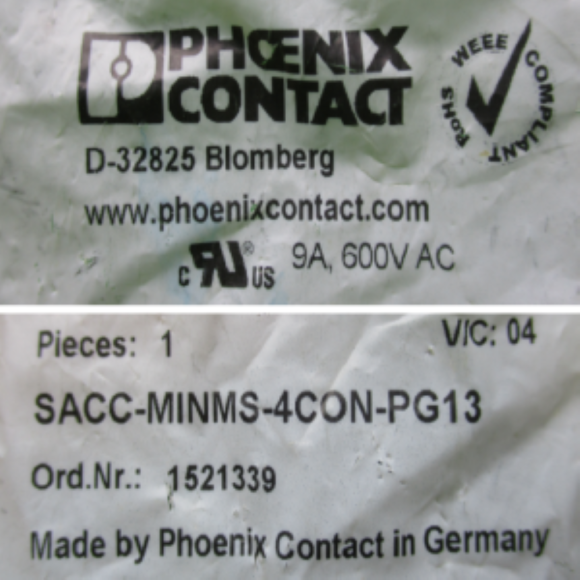 PHOENIX
CONTACT
WEEE
COMPLIANT
RoHS
D-32825 Blomberg
www.phoenixcontact.com
c RU® US 9A, 600V AC
Pieces: 1 V/C: 04
SACC-MINMS-4CON-PG13
Ord.Nr.: 1521339
Made by Phoenix Contact in Germany